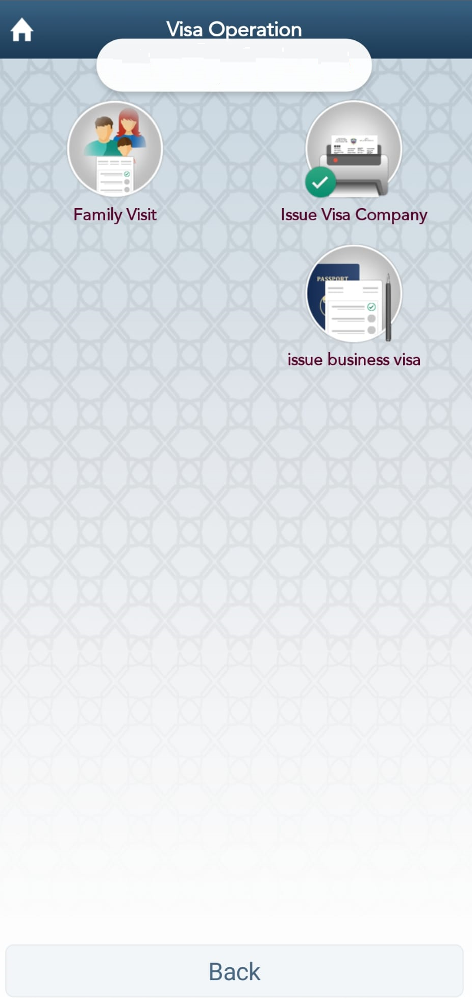 Visa Operation
Family Visit
Issue Visa Company
PASSPORT
issue business visa
Back